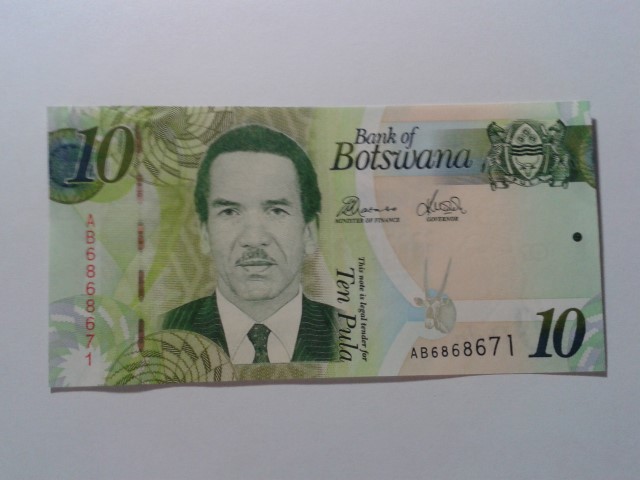 10
Bank of
Botswana
MINISTER OF FINANCE
GOVERNOR
AB6868671
This note is legal tender for
Ten Pula
AB6868671
10